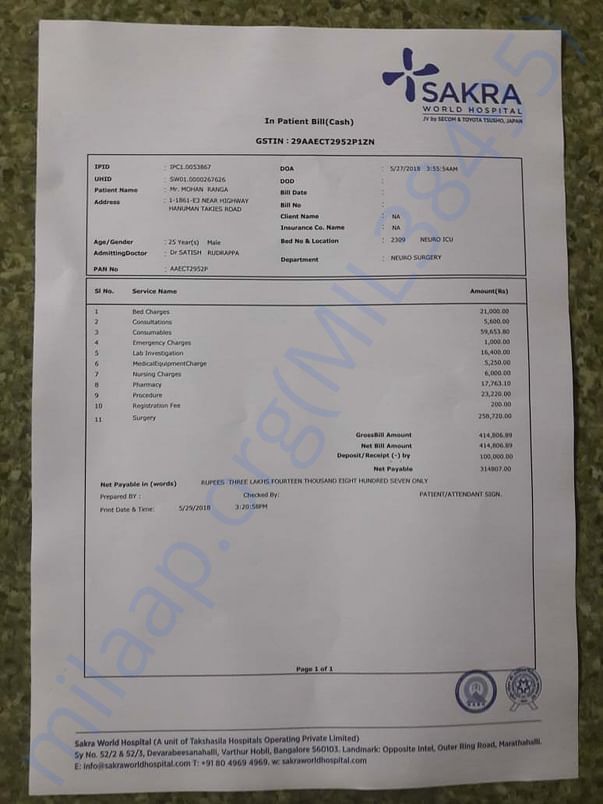 SAKRA
WORLD HOSPITAL
JV by SECOM & TOYOTA TSUSHO, JAPAN
In Patient Bill(Cash)
GSTIN : 29AAECT2952P1ZN
IPID : IPC1.0053867
UHID : SW01.0000267626
Patient Name : Mr. MOHAN RANGA
Address : 1-1861-E3 NEAR HIGHWAY
HANUMAN TAKIES ROAD
Age/Gender : 25 Year(s) Male
AdmittingDoctor : Dr SATISH RUDRAPPA
PAN No : AAECT2952P
DOA : 5/27/2018 3:55:54AM
DOD :
Bill Date :
Bill No :
Client Name : NA
Insurance Co. Name : NA
Bed No & Location : 2309 NEURO ICU
Department : NEURO SURGERY
Sl No. Service Name Amount(Rs)
1 Bed Charges 21,000.00
2 Consultations 5,600.00
3 Consumables 59,653.80
4 Emergency Charges 1,000.00
5 Lab Investigation 16,400.00
6 MedicalEquipmentCharge 5,250.00
7 Nursing Charges 6,000.00
8 Pharmacy 17,763.10
9 Procedure 23,220.00
10 Registration Fee 200.00
11 Surgery 258,720.00
GrossBill Amount 414,806.89
Net Bill Amount 414,806.89
Deposit/Receipt (-) by 100,000.00
Net Payable 314807.00
Net Payable in (words) RUPEES THREE LAKHS FOURTEEN THOUSAND EIGHT HUNDRED SEVEN ONLY
Prepared BY : Checked By: PATIENT/ATTENDANT SIGN.
Print Date & Time: 5/29/2018 3:20:58PM
Page 1 of 1
Sakra World Hospital (A unit of Takshasila Hospitals Operating Private Limited)
Sy No. 52/2 & 52/3, Devarabeesanahalli, Varthur Hobli, Bangalore 560103. Landmark: Opposite Intel, Outer Ring Road, Marathahalli.
E: info@sakraworldhospital.com T: +91 80 4969 4969. w: sakraworldhospital.com